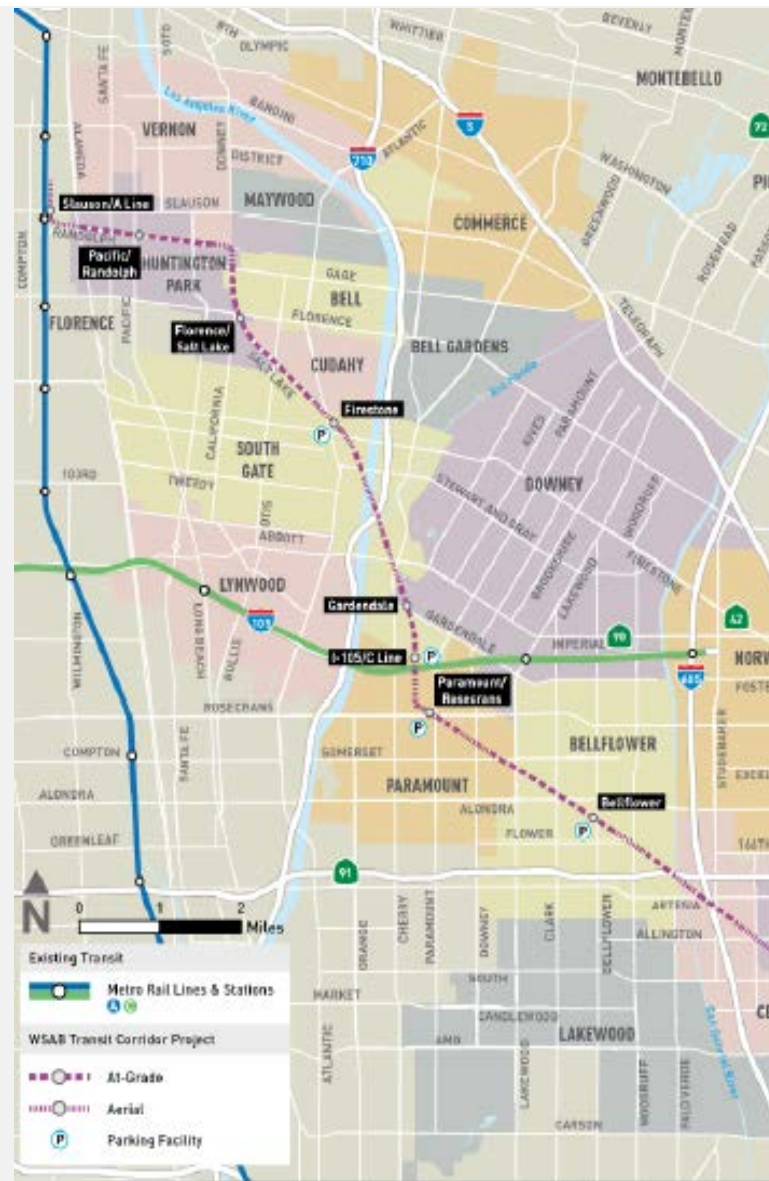 WHITTIER
BEVERLY
8TH
OLYMPIC
SOTO
SANTA FE
MONTEBELLO
Los Angeles River
BANDINI
5
VERNON
DOWNEY
ATLANTIC
72
ALAMEDA
DISTRICT
710
WASHINGTON
GREENWOOD
Slauson/A Line
SLAUSON
MAYWOOD
COMMERCE
ROSEMEAD
RANDOLPH
Pacific/
Randolph
HUNTINGTON
PARK
COMPTON
GAGE
BELL
FLORENCE
FLORENCE
PACIFIC
Florence/
Salt Lake
TELEGRAPH
BELL GARDENS
CUDAHY
SALT LAKE
Rio Hondo
Firestone
P
PARAMOUNT
RIVES
CALIFORNIA
SOUTH
GATE
DOWNEY
103RD
TWEEDY
STEWART AND GRAY
WOODRUFF
OTIS
ABBOTT
BROOKSHIRE
LAKEWOOD
FIRESTONE
LYNWOOD
Gardendale
GARDENDALE
105
LONG BEACH
BULLIS
IMPERIAL
90
42
I-105/C Line
P
WILMINGTON
605
Paramount/
Rosecrans
ROSECRANS
P
SANTA FE
SOMERSET
BELLFLOWER
STUDEBAKER
COMPTON
PARAMOUNT
ALONDRA
ALONDRA
Bellflower
FLOWER
P
GREENLEAF
166TH
91
N
0 1 2
Miles
ORANGE
CHERRY
PARAMOUNT
DOWNEY
CLARK
BELLFLOWER
ARTESIA
ALLINGTON
SOUTH
MARKET
CANDLEWOOD
LAKEWOOD
ATLANTIC
LAKEWOOD
WOODRUFF
PALO VERDE
San Gabriel River
CARSON
Existing Transit
Metro Rail Lines & Stations
A C
WSAB Transit Corridor Project
At-Grade
Aerial
P Parking Facility